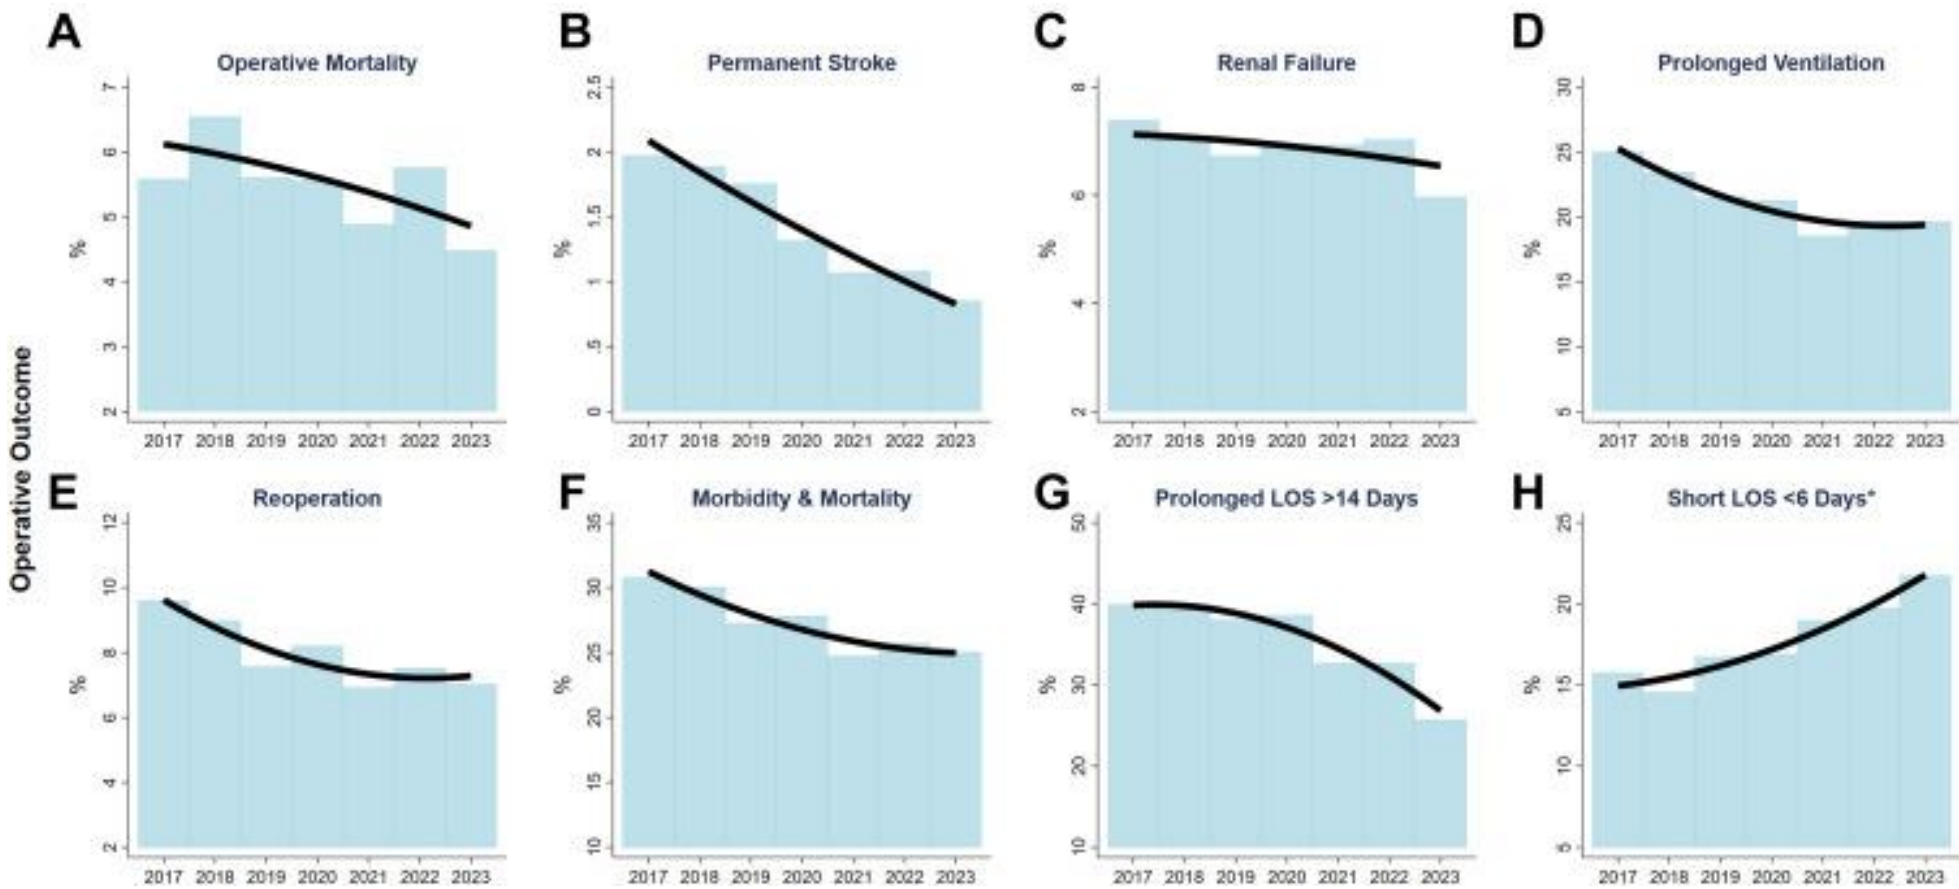 A
Operative Mortality
%
7
6
5
4
3
2
2017 2018 2019 2020 2021 2022 2023
B
Permanent Stroke
%
2.5
2
1.5
1
.5
0
2017 2018 2019 2020 2021 2022 2023
C
Renal Failure
%
8
6
4
2
2017 2018 2019 2020 2021 2022 2023
D
Prolonged Ventilation
%
30
25
20
15
10
5
2017 2018 2019 2020 2021 2022 2023
Operative Outcome
E
Reoperation
%
12
10
8
6
4
2
2017 2018 2019 2020 2021 2022 2023
F
Morbidity & Mortality
%
35
30
25
20
15
10
2017 2018 2019 2020 2021 2022 2023
G
Prolonged LOS >14 Days
%
50
40
30
20
10
2017 2018 2019 2020 2021 2022 2023
H
Short LOS <6 Days*
%
25
20
15
10
5
2017 2018 2019 2020 2021 2022 2023